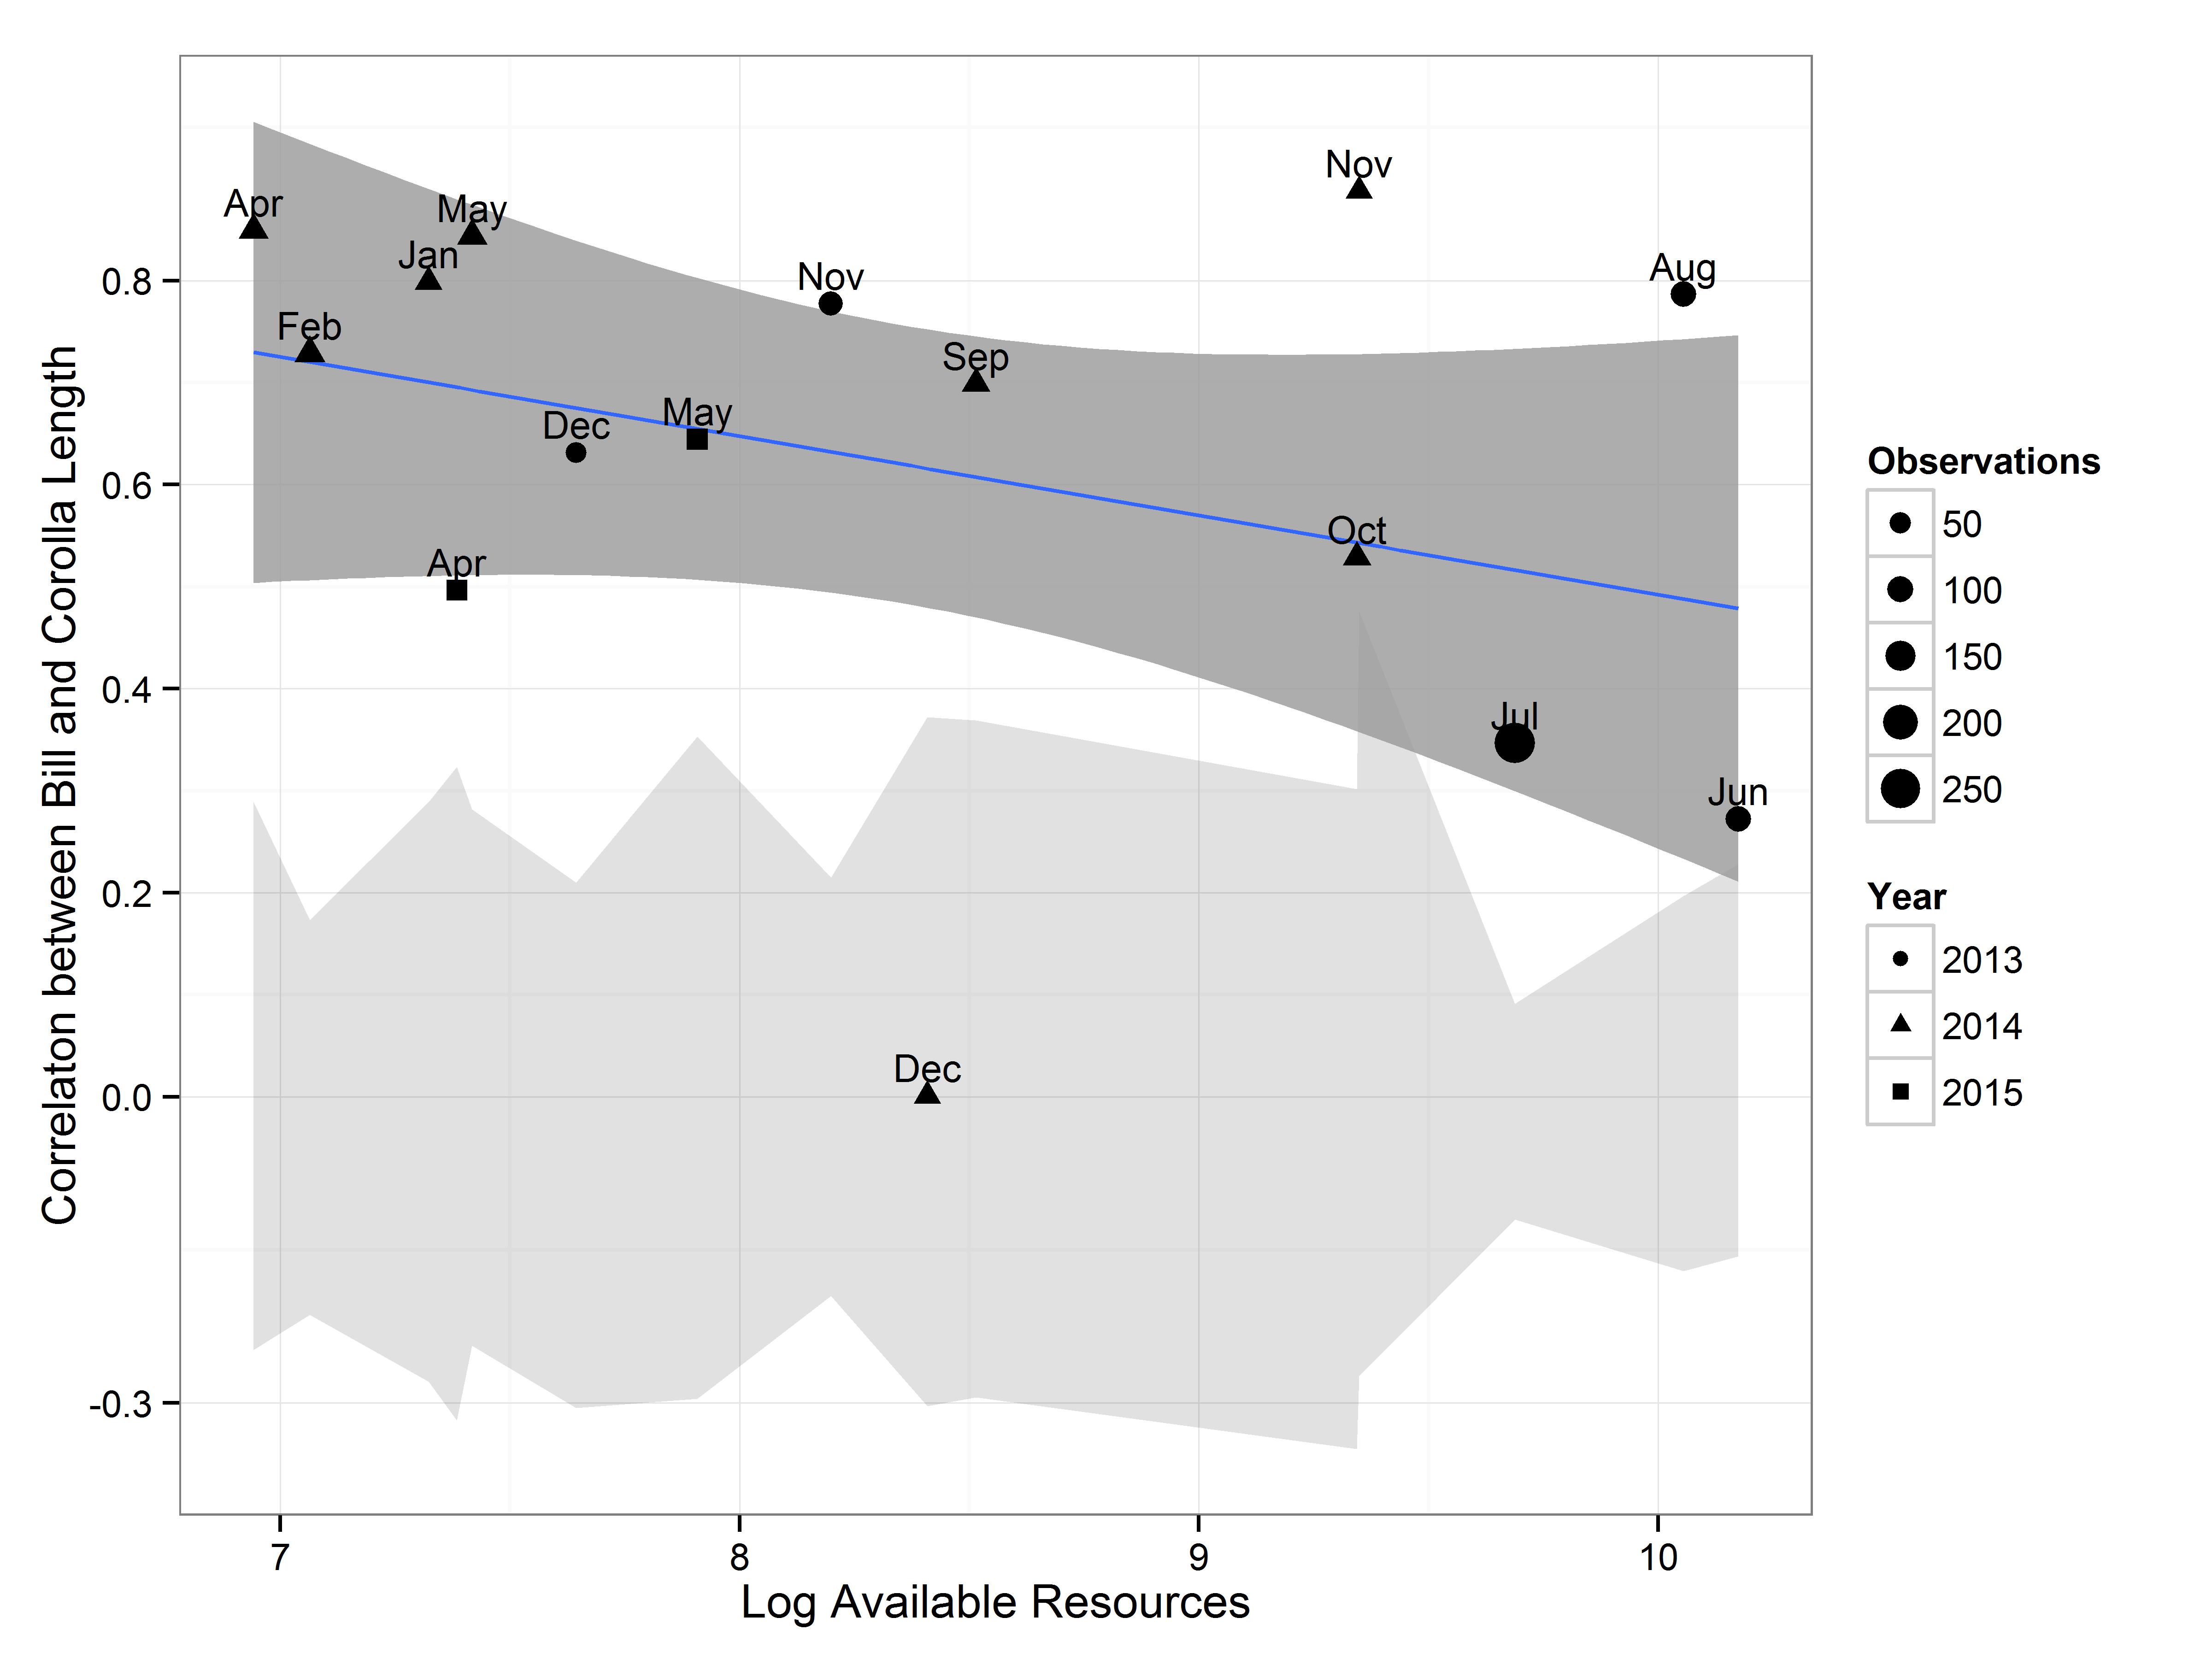 Correlaton between Bill and Corolla Length
0.8
0.6
0.4
0.2
0.0
-0.3
Apr
May
Jan
Feb
Dec
May
Apr
Nov
Sep
Dec
Nov
Oct
Aug
Jul
Jun
7
8
9
10
Log Available Resources
Observations
50
100
150
200
250
Year
2013
2014
2015